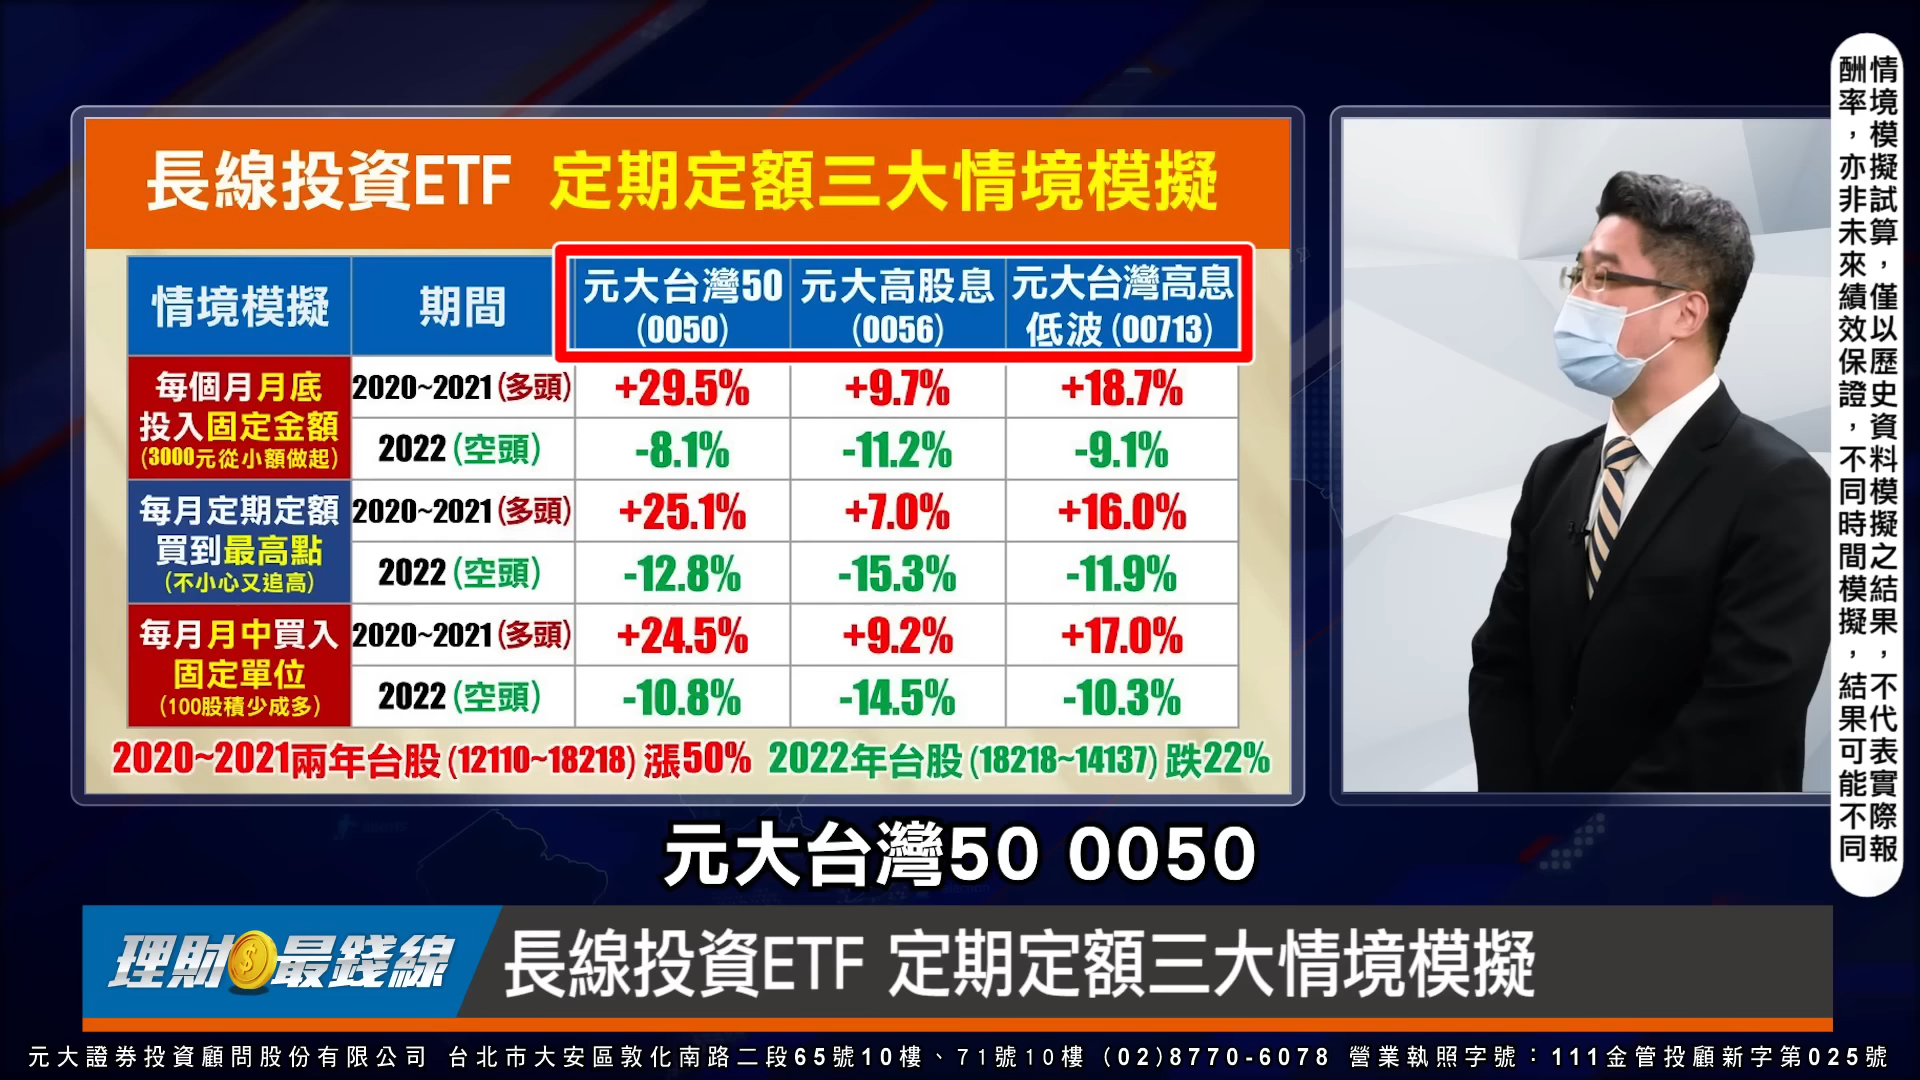 長線投資ETF 定期定額三大情境模擬
情境模擬 期間 元大台灣50 (0050) 元大高股息 (0056) 元大台灣高息低波 (00713)
每個月月底
投入固定金額
(3000元從小額做起)
2020~2021 (多頭) +29.5% +9.7% +18.7%
2022 (空頭) -8.1% -11.2% -9.1%
每月定期定額
買到最高點
(不小心又追高)
2020~2021 (多頭) +25.1% +7.0% +16.0%
2022 (空頭) -12.8% -15.3% -11.9%
每月月中買入
固定單位
(100股積少成多)
2020~2021 (多頭) +24.5% +9.2% +17.0%
2022 (空頭) -10.8% -14.5% -10.3%
2020~2021兩年台股 (12110~18218) 漲50% 2022年台股 (18218~14137) 跌22%
情境模擬試算，僅以歷史資料模擬之結果，不代表實際報
酬率，亦非未來績效保證，不同時間模擬，結果可能不同
元大台灣50 0050
理財最錢線
長線投資ETF 定期定額三大情境模擬
元大證券投資顧問股份有限公司 台北市大安區敦化南路二段65號10樓、71號10樓 (02)8770-6078 營業執照字號：111金管投顧新字第025號